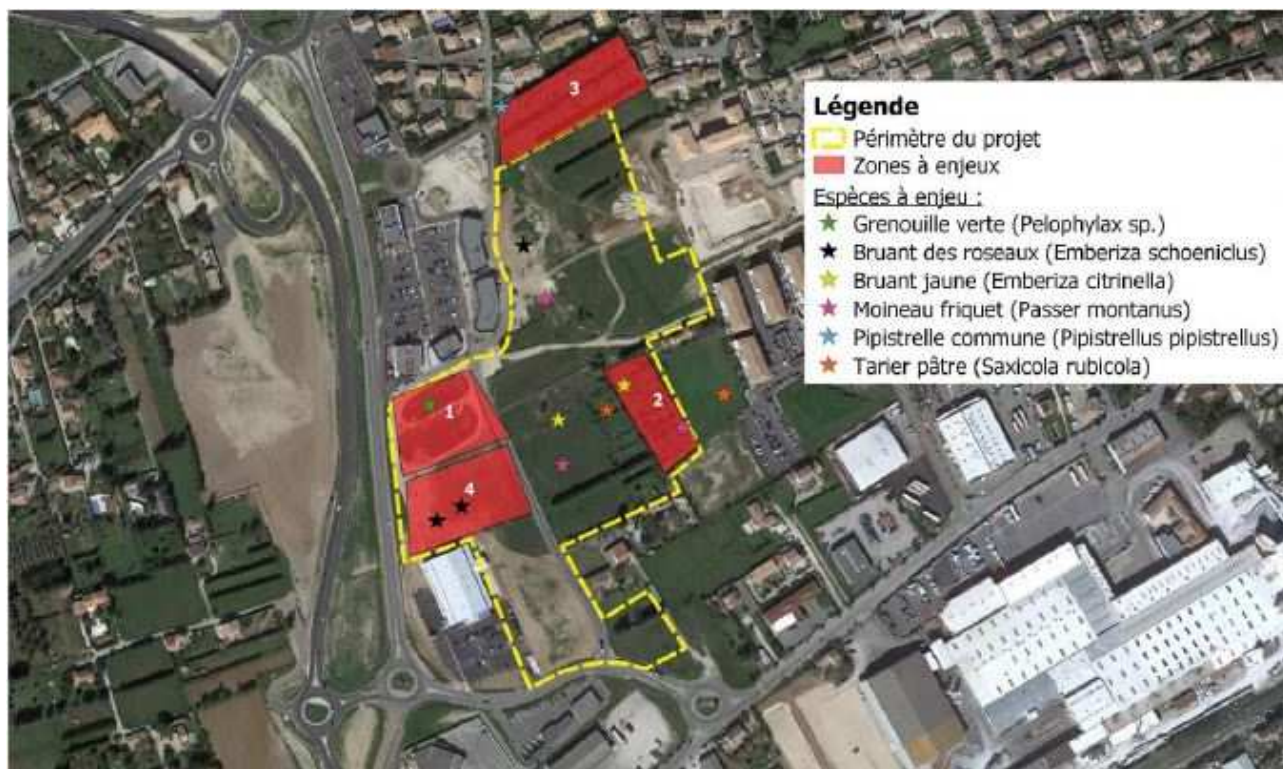 3
Légende
Périmètre du projet
Zones à enjeux
Espèces à enjeu :
Grenouille verte (Pelophylax sp.)
Bruant des roseaux (Emberiza schoeniclus)
Bruant jaune (Emberiza citrinella)
Moineau friquet (Passer montanus)
Pipistrelle commune (Pipistrellus pipistrellus)
Tarier pâtre (Saxicola rubicola)
2
1
4